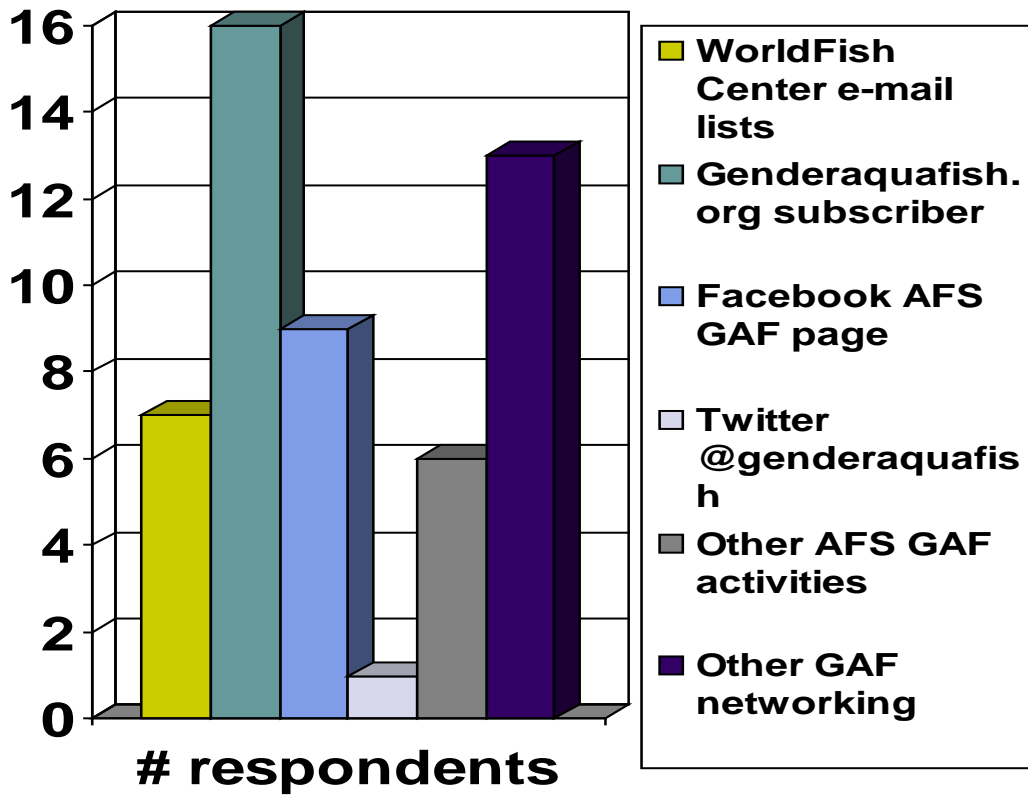 16
14
12
10
8
6
4
2
0
# respondents
WorldFish
Center e-mail
lists
Genderaquafish.
org subscriber
Facebook AFS
GAF page
Twitter
@genderaquafis
h
Other AFS GAF
activities
Other GAF
networking